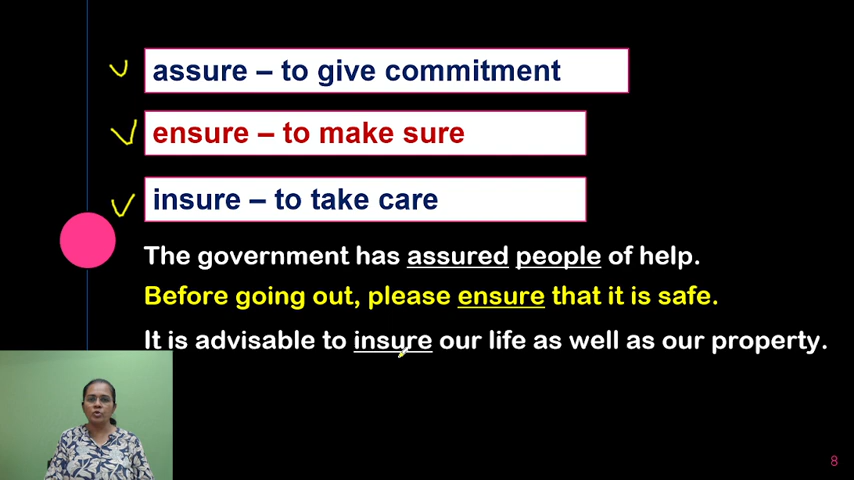 assure – to give commitment
ensure – to make sure
insure – to take care
The government has assured people of help.
Before going out, please ensure that it is safe.
It is advisable to insure our life as well as our property.
8